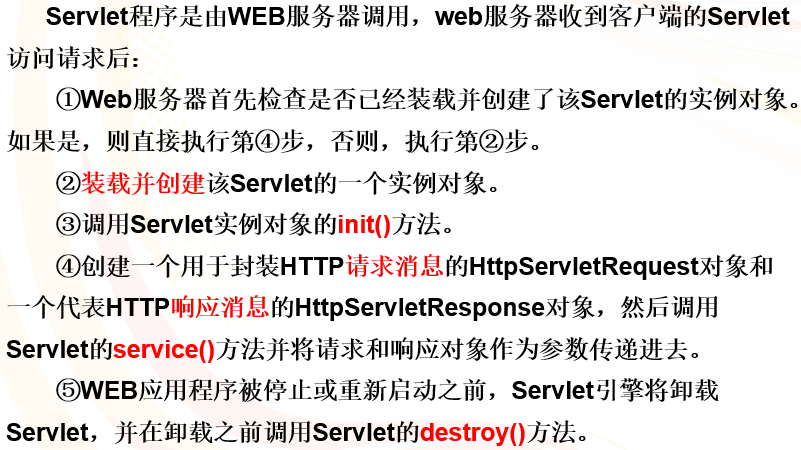 Servlet程序是由WEB服务器调用，web服务器收到客户端的Servlet
访问请求后：
①Web服务器首先检查是否已经装载并创建了该Servlet的实例对象。
如果是，则直接执行第④步，否则，执行第②步。
②装载并创建该Servlet的一个实例对象。
③调用Servlet实例对象的init()方法。
④创建一个用于封装HTTP请求消息的HttpServletRequest对象和
一个代表HTTP响应消息的HttpServletResponse对象，然后调用
Servlet的service()方法并将请求和响应对象作为参数传递进去。
⑤WEB应用程序被停止或重新启动之前，Servlet引擎将卸载
Servlet，并在卸载之前调用Servlet的destroy()方法。